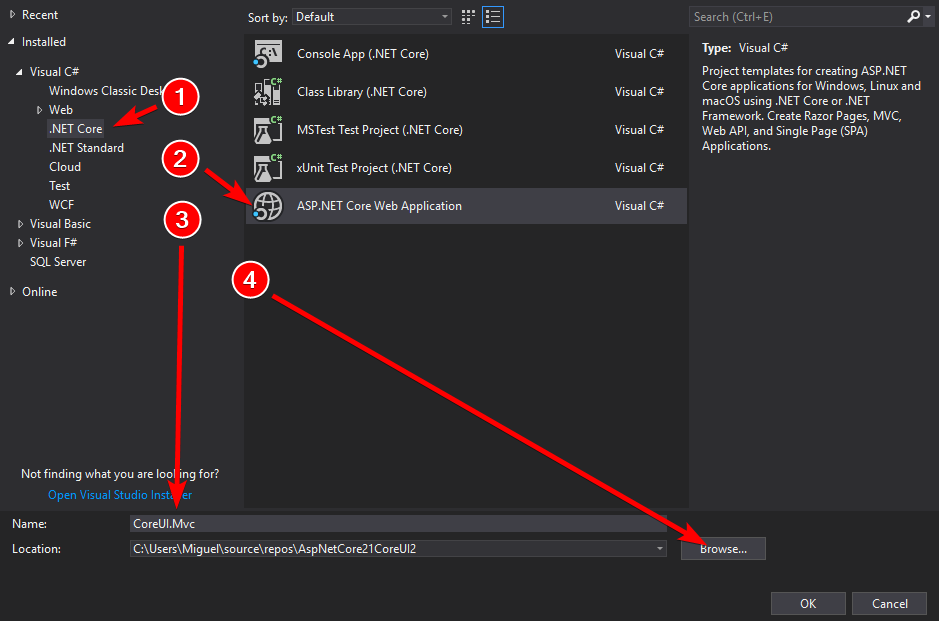 Recent
Installed
Visual C#
Windows Classic Desk
Web
.NET Core
.NET Standard
Cloud
Test
WCF
Visual Basic
Visual F#
SQL Server
Online
Not finding what you are looking for?
Open Visual Studio Installer
Sort by: Default
Console App (.NET Core) Visual C#
Class Library (.NET Core) Visual C#
MSTest Test Project (.NET Core) Visual C#
xUnit Test Project (.NET Core) Visual C#
ASP.NET Core Web Application Visual C#
Search (Ctrl+E)
Type: Visual C#
Project templates for creating ASP.NET
Core applications for Windows, Linux and
macOS using .NET Core or .NET
Framework. Create Razor Pages, MVC,
Web API, and Single Page (SPA)
Applications.
1
2
3
4
Name: CoreUI.Mvc
Location: C:\Users\Miguel\source\repos\AspNetCore21CoreUI2
Browse...
OK Cancel